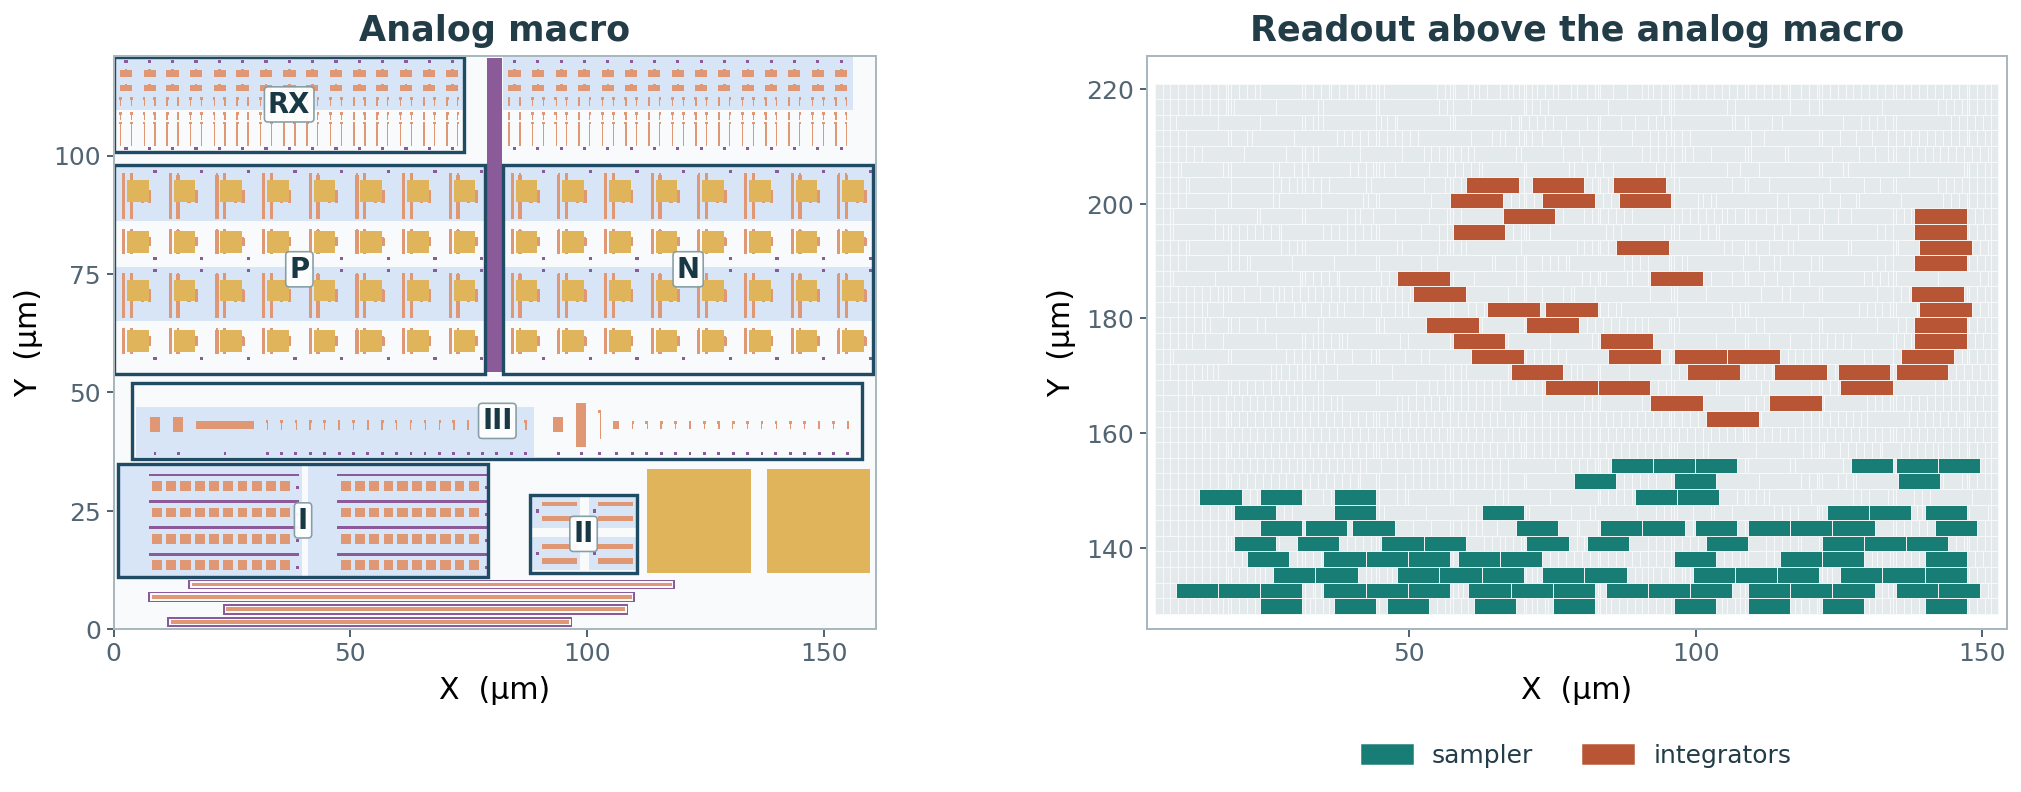 Analog macro
Readout above the analog macro
RX
P
N
III
I
II
0
25
50
75
100
0
50
100
150
X (µm)
Y (µm)
140
160
180
200
220
50
100
150
X (µm)
Y (µm)
sampler
integrators